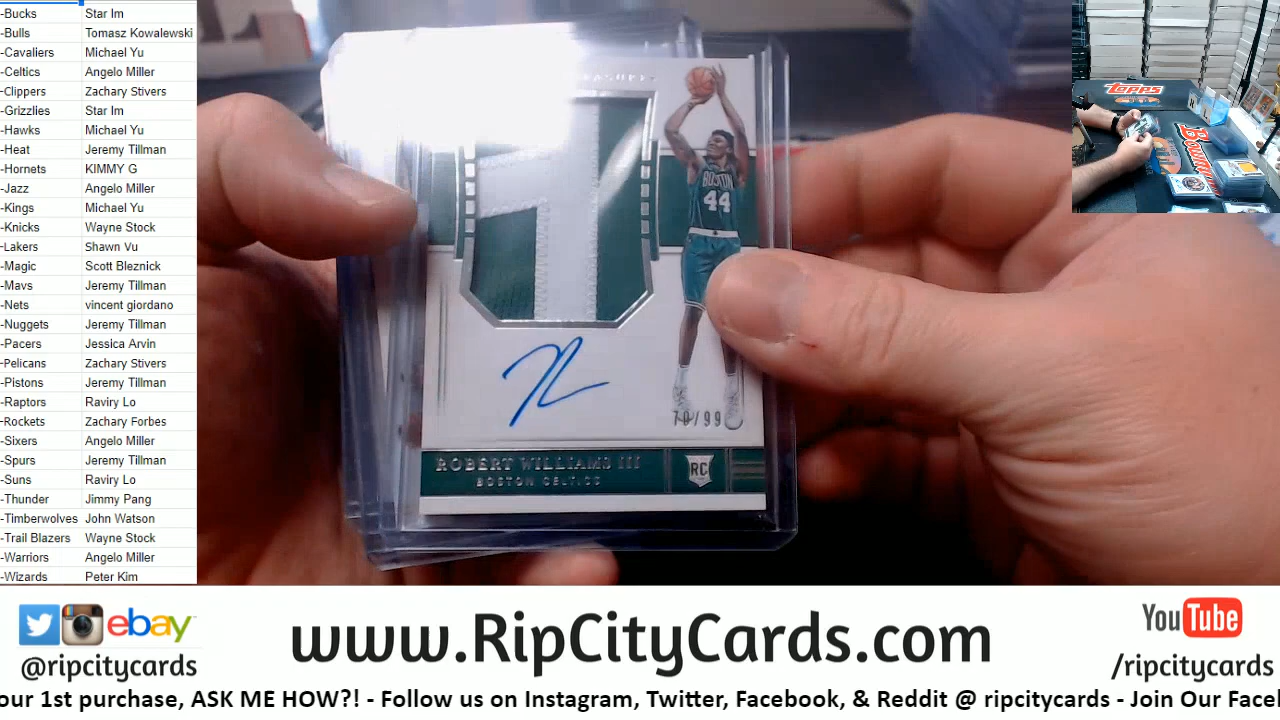 -Bucks Star Im
-Bulls Tomasz Kowalewski
-Cavaliers Michael Yu
-Celtics Angelo Miller
-Clippers Zachary Stivers
-Grizzlies Star Im
-Hawks Michael Yu
-Heat Jeremy Tillman
-Hornets KIMMY G
-Jazz Angelo Miller
-Kings Michael Yu
-Knicks Wayne Stock
-Lakers Shawn Vu
-Magic Scott Bleznick
-Mavs Jeremy Tillman
-Nets vincent giordano
-Nuggets Jeremy Tillman
-Pacers Jessica Arvin
-Pelicans Zachary Stivers
-Pistons Jeremy Tillman
-Raptors Raviry Lo
-Rockets Zachary Forbes
-Sixers Angelo Miller
-Spurs Jeremy Tillman
-Suns Raviry Lo
-Thunder Jimmy Pang
-Timberwolves John Watson
-Trail Blazers Wayne Stock
-Warriors Angelo Miller
-Wizards Peter Kim
BOSTON
44
70/99
ROBERT WILLIAMS III
BOSTON CELTICS
RC
Topps
Bowman
ebay
@ripcitycards
www.RipCityCards.com
YouTube
/ripcitycards
our 1st purchase, ASK ME HOW?! - Follow us on Instagram, Twitter, Facebook, & Reddit @ ripcitycards - Join Our Face